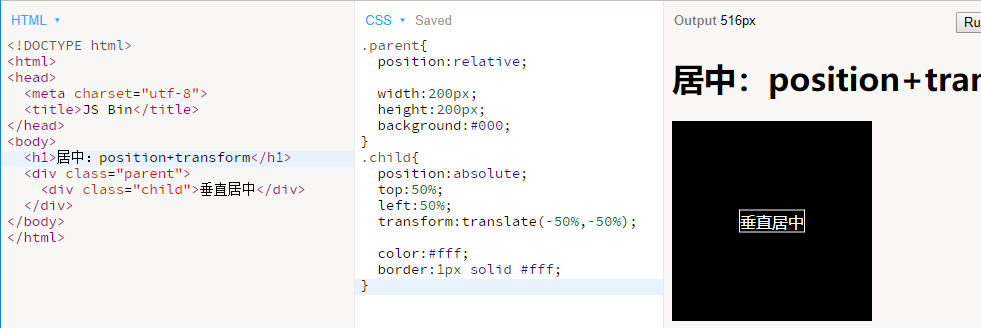 HTML ▾
<!DOCTYPE html>
<html>
<head>
  <meta charset="utf-8">
  <title>JS Bin</title>
</head>
<body>
  <h1>居中：position+transform</h1>
  <div class="parent">
    <div class="child">垂直居中</div>
  </div>
</body>
</html>
CSS ▾ Saved
.parent{
  position:relative;
  width:200px;
  height:200px;
  background:#000;
}
.child{
  position:absolute;
  top:50%;
  left:50%;
  transform:translate(-50%,-50%);
  color:#fff;
  border:1px solid #fff;
}
Output 516px
Ru
居中：position+tran
垂直居中